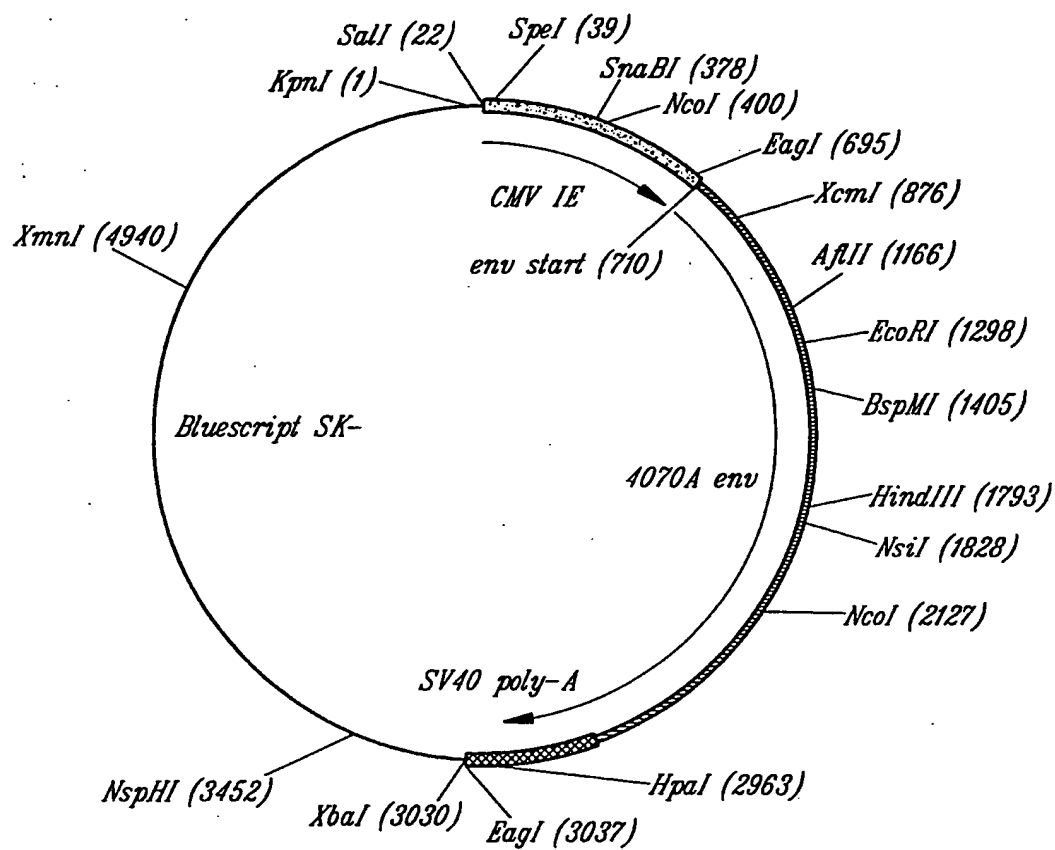 SalI (22)
SpeI (39)
KpnI (1)
SnaBI (378)
NcoI (400)
EagI (695)
CMV IE
XcmI (876)
XmnI (4940)
env start (710)
AflII (1166)
EcoRI (1298)
BspMI (1405)
Bluescript SK-
4070A env
HindIII (1793)
NsiI (1828)
NcoI (2127)
SV40 poly-A
NspHI (3452)
HpaI (2963)
XbaI (3030)
EagI (3037)